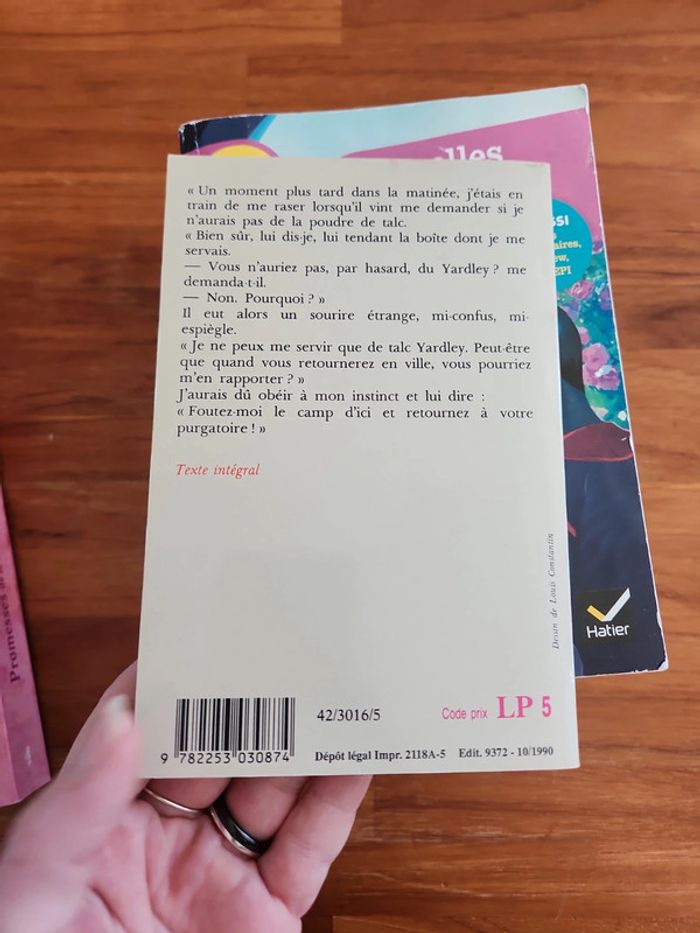 elles
« Un moment plus tard dans la matinée, j'étais en
train de me raser lorsqu'il vint me demander si je
n'aurais pas de la poudre de talc.
« Bien sûr, lui dis-je, lui tendant la boîte dont je me
servais.
— Vous n'auriez pas, par hasard, du Yardley ? me
demanda-t-il.
— Non. Pourquoi ? »
Il eut alors un sourire étrange, mi-confus, mi-
espiègle.
« Je ne peux me servir que de talc Yardley. Peut-être
que quand vous retournerez en ville, vous pourriez
m'en rapporter ? »
J'aurais dû obéir à mon instinct et lui dire :
« Foutez-moi le camp d'ici et retournez à votre
purgatoire ! »
Texte intégral
Dessin de Louis Constantin
42/3016/5
Code prix LP 5
9 782253 030874
Dépôt légal Impr. 2118A-5 Edit. 9372 - 10/1990
SSI
aires,
ew,
EPI
Hatier
Promesses